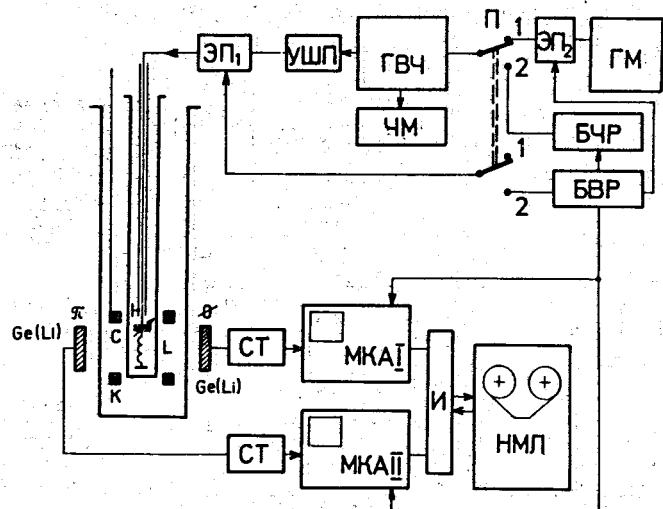 П 1
ЭП₁ УШП ГВЧ ЭП₂ ГМ
2
ЧМ БЧР
1
БВР
2
π H ϑ
Ge(Li) C L СТ МКА I
K Ge(Li) И
НМЛ
СТ МКА II